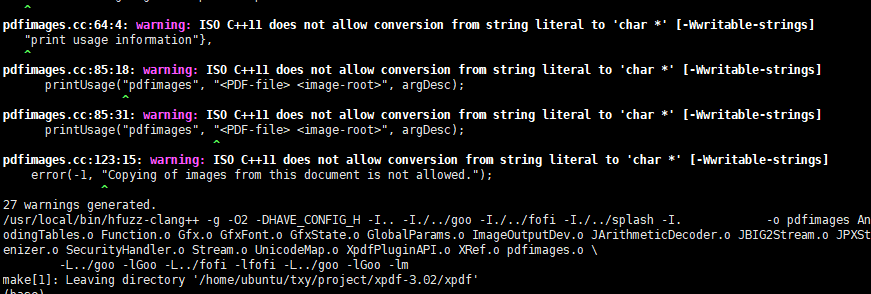 ^
pdfimages.cc:64:4: warning: ISO C++11 does not allow conversion from string literal to 'char *' [-Wwritable-strings]
"print usage information"},
^
pdfimages.cc:85:18: warning: ISO C++11 does not allow conversion from string literal to 'char *' [-Wwritable-strings]
printUsage("pdfimages", "<PDF-file> <image-root>", argDesc);
^
pdfimages.cc:85:31: warning: ISO C++11 does not allow conversion from string literal to 'char *' [-Wwritable-strings]
printUsage("pdfimages", "<PDF-file> <image-root>", argDesc);
^
pdfimages.cc:123:15: warning: ISO C++11 does not allow conversion from string literal to 'char *' [-Wwritable-strings]
error(-1, "Copying of images from this document is not allowed.");
^
27 warnings generated.
/usr/local/bin/hfuzz-clang++ -g -O2 -DHAVE_CONFIG_H -I.. -I./../goo -I./../fofi -I./../splash -I. -o pdfimages An
odingTables.o Function.o Gfx.o GfxFont.o GfxState.o GlobalParams.o ImageOutputDev.o JArithmeticDecoder.o JBIG2Stream.o JPXSt
enizer.o SecurityHandler.o Stream.o UnicodeMap.o XpdfPluginAPI.o XRef.o pdfimages.o \
-L../goo -lGoo -L../fofi -lfofi -L../goo -lGoo -lm
make[1]: Leaving directory '/home/ubuntu/txy/project/xpdf-3.02/xpdf'
(base)